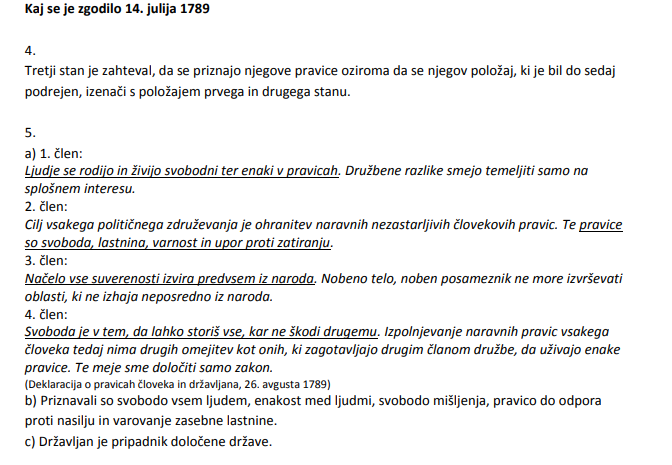 Kaj se je zgodilo 14. julija 1789
4.
Tretji stan je zahteval, da se priznajo njegove pravice oziroma da se njegov položaj, ki je bil do sedaj
podrejen, izenači s položajem prvega in drugega stanu.
5.
a) 1. člen:
Ljudje se rodijo in živijo svobodni ter enaki v pravicah. Družbene razlike smejo temeljiti samo na
splošnem interesu.
2. člen:
Cilj vsakega političnega združevanja je ohranitev naravnih nezastarljivih človekovih pravic. Te pravice
so svoboda, lastnina, varnost in upor proti zatiranju.
3. člen:
Načelo vse suverenosti izvira predvsem iz naroda. Nobeno telo, noben posameznik ne more izvrševati
oblasti, ki ne izhaja neposredno iz naroda.
4. člen:
Svoboda je v tem, da lahko storiš vse, kar ne škodi drugemu. Izpolnjevanje naravnih pravic vsakega
človeka tedaj nima drugih omejitev kot onih, ki zagotavljajo drugim članom družbe, da uživajo enake
pravice. Te meje sme določiti samo zakon.
(Deklaracija o pravicah človeka in državljana, 26. avgusta 1789)
b) Priznavali so svobodo vsem ljudem, enakost med ljudmi, svobodo mišljenja, pravico do odpora
proti nasilju in varovanje zasebne lastnine.
c) Državljan je pripadnik določene države.